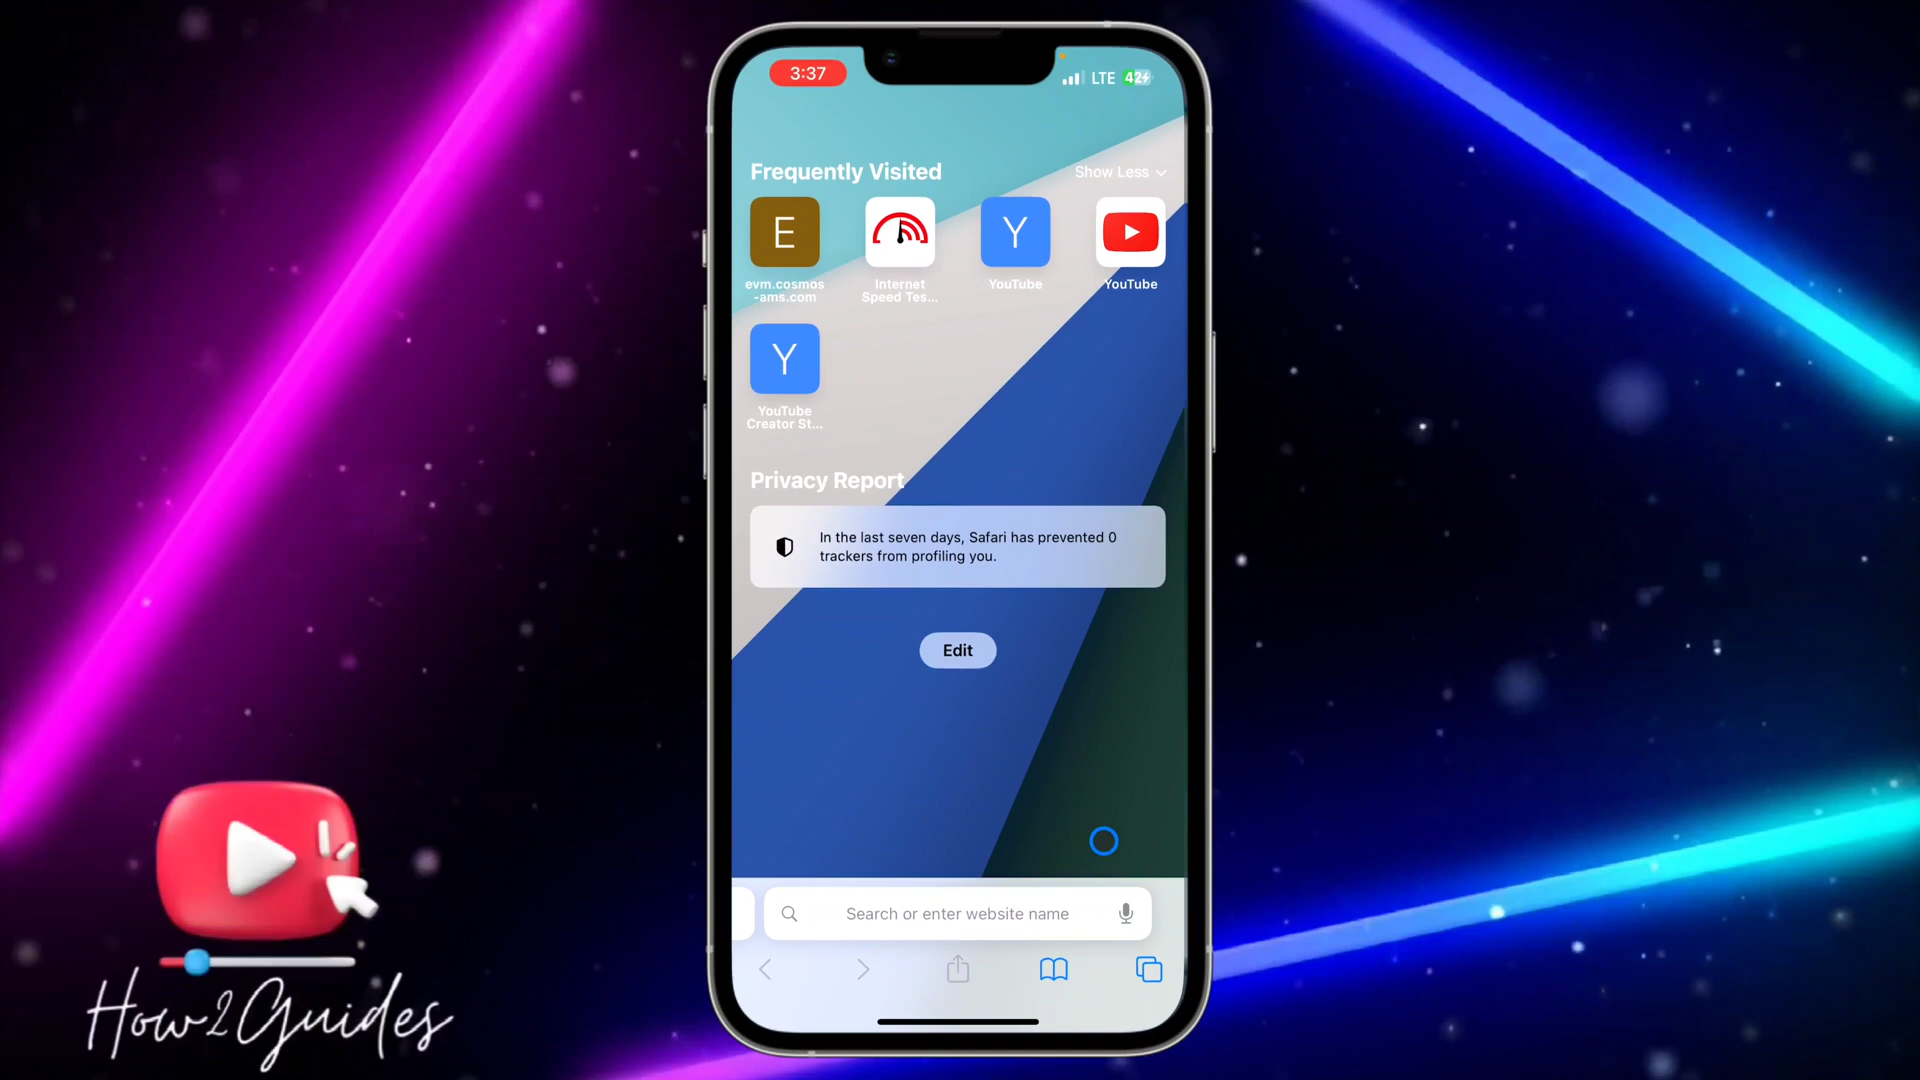 3:37
LTE 42
Frequently Visited
Show Less
E
Y
evm.cosmos
-ams.com
Internet
Speed Tes...
YouTube
YouTube
Y
YouTube
Creator St...
Privacy Report
In the last seven days, Safari has prevented 0
trackers from profiling you.
Edit
Search or enter website name
How2Guides